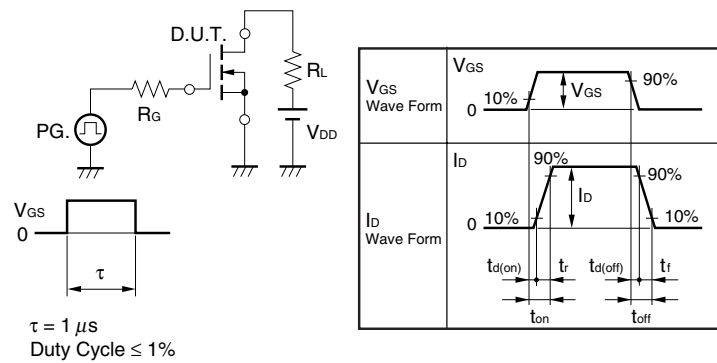 D.U.T.
RL
RG
PG.
VDD
VGS
0
τ
τ = 1 μs
Duty Cycle ≤ 1%
VGS
Wave Form
VGS
10%
0
VGS
90%
ID
Wave Form
ID
90%
90%
ID
0 10%
10%
td(on) tr td(off) tf
ton toff